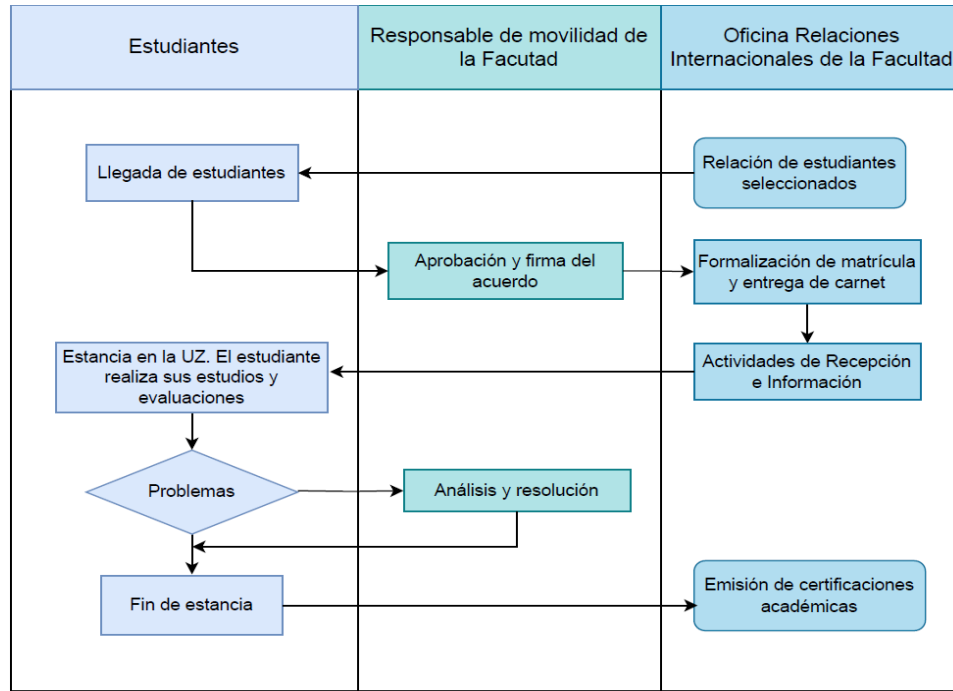 Estudiantes
Responsable de movilidad de
la Facutad
Oficina Relaciones
Internacionales de la Facultad
Llegada de estudiantes
Relación de estudiantes
seleccionados
Aprobación y firma del
acuerdo
Formalización de matrícula
y entrega de carnet
Estancia en la UZ. El estudiante
realiza sus estudios y
evaluaciones
Actividades de Recepción
e Información
Problemas
Análisis y resolución
Fin de estancia
Emisión de certificaciones
académicas